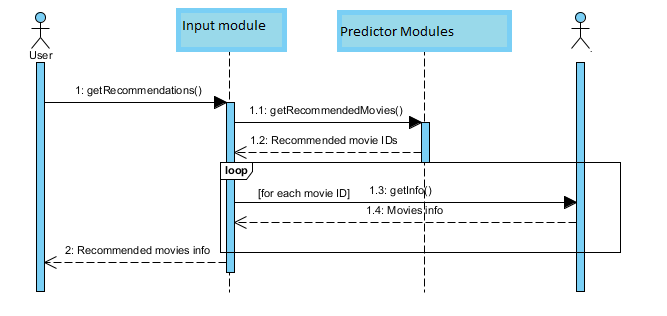 Input module
Predictor Modules
User
.
1: getRecommendations()
1.1: getRecommendedMovies()
1.2: Recommended movie IDs
loop
[for each movie ID]
1.3: getInfo()
1.4: Movies info
2: Recommended movies info